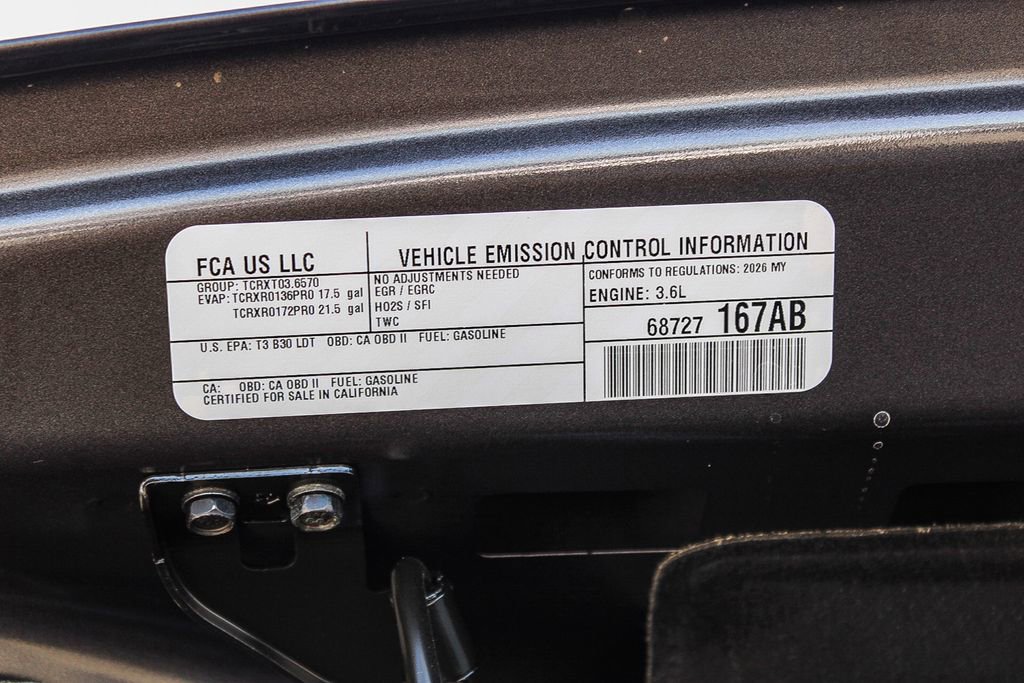 FCA US LLC
VEHICLE EMISSION CONTROL INFORMATION
GROUP: TCRXT03.6570
EVAP: TCRXR0136PR0 17.5 gal
TCRXR0172PR0 21.5 gal
NO ADJUSTMENTS NEEDED
EGR / EGRC
HO2S / SFI
TWC
CONFORMS TO REGULATIONS: 2026 MY
ENGINE: 3.6L
68727 167AB
U.S. EPA: T3 B30 LDT OBD: CA OBD II FUEL: GASOLINE
CA: OBD: CA OBD II FUEL: GASOLINE
CERTIFIED FOR SALE IN CALIFORNIA